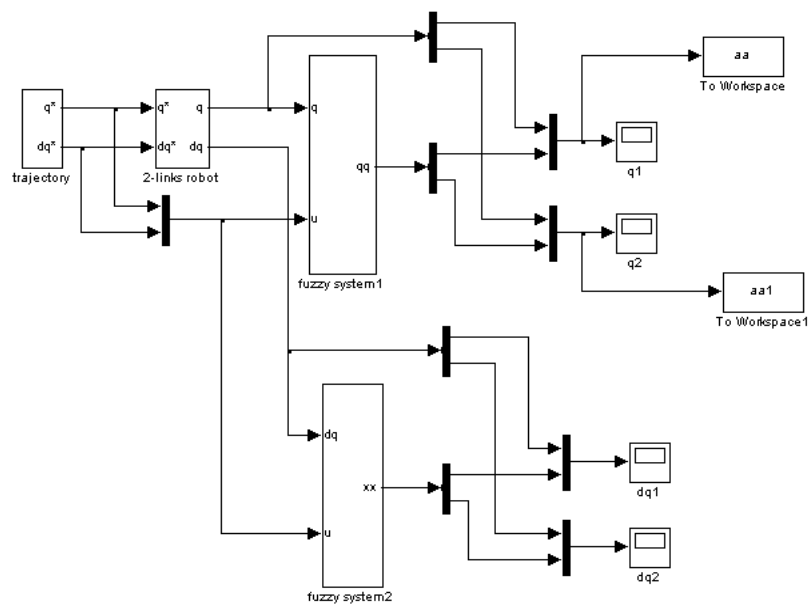 aa
To Workspace
q*
dq*
trajectory
q*
dq*
q
dq
2-links robot
q
u
qq
fuzzy system1
q1
q2
aa1
To Workspace1
dq
u
xx
fuzzy system2
dq1
dq2